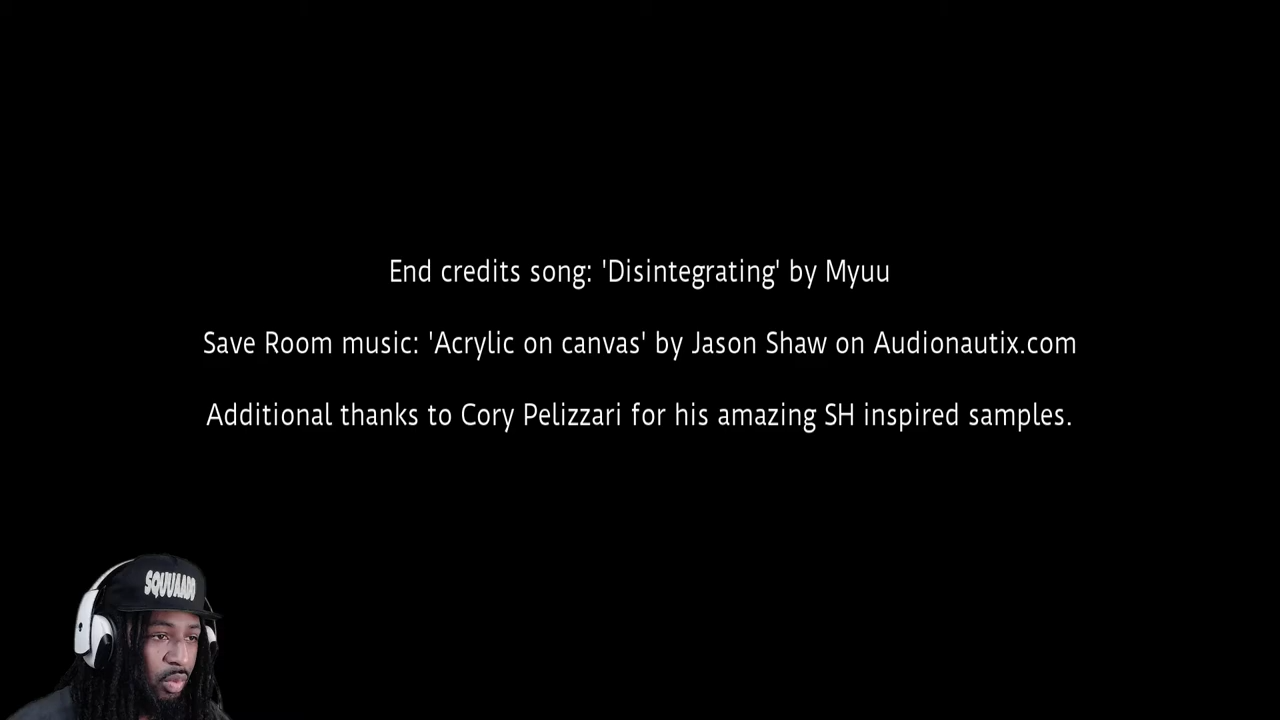 End credits song: 'Disintegrating' by Myuu
Save Room music: 'Acrylic on canvas' by Jason Shaw on Audionautix.com
Additional thanks to Cory Pelizzari for his amazing SH inspired samples.
SQUUAADD